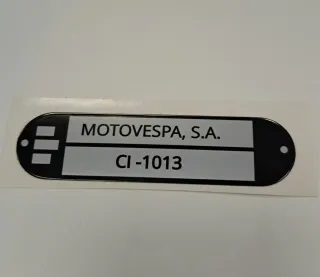 MOTOVESPA, S.A.
CI -1013